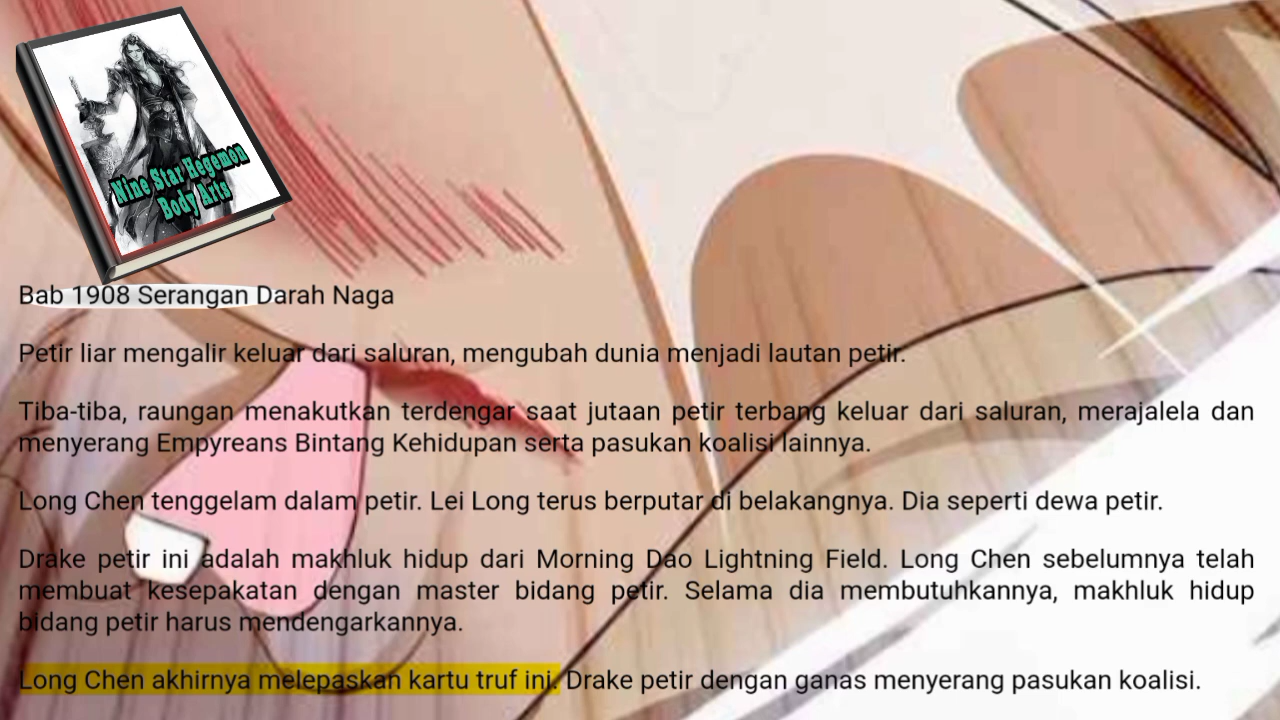 Nine Star Hegemon
Body Arts
Bab 1908 Serangan Darah Naga
Petir liar mengalir keluar dari saluran, mengubah dunia menjadi lautan petir.
Tiba-tiba, raungan menakutkan terdengar saat jutaan petir terbang keluar dari saluran, merajalela dan
menyerang Empyreans Bintang Kehidupan serta pasukan koalisi lainnya.
Long Chen tenggelam dalam petir. Lei Long terus berputar di belakangnya. Dia seperti dewa petir.
Drake petir ini adalah makhluk hidup dari Morning Dao Lightning Field. Long Chen sebelumnya telah
membuat kesepakatan dengan master bidang petir. Selama dia membutuhkannya, makhluk hidup
bidang petir harus mendengarkannya.
Long Chen akhirnya melepaskan kartu truf ini. Drake petir dengan ganas menyerang pasukan koalisi.